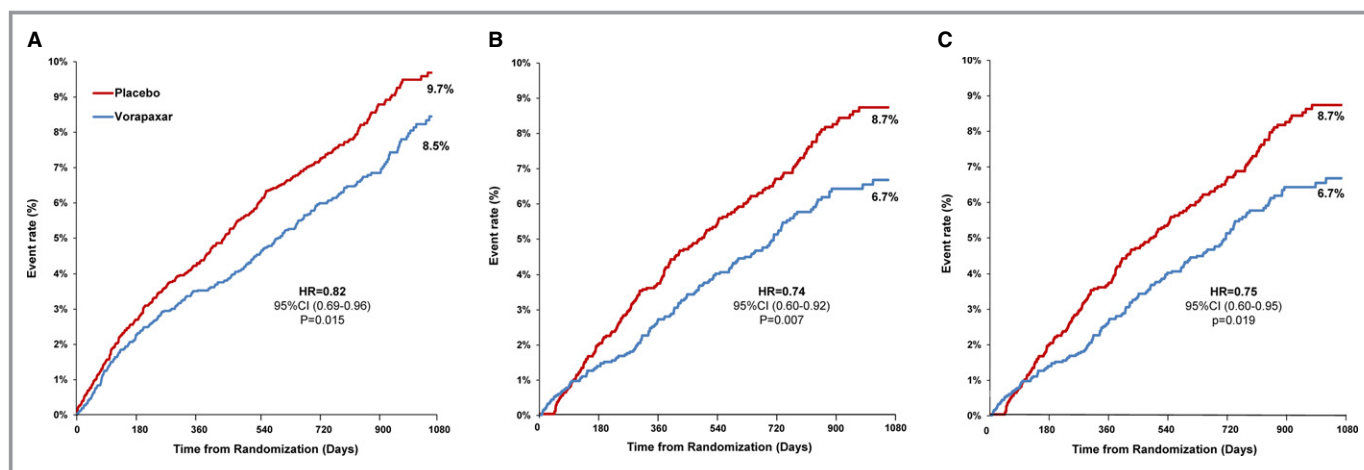 A
10%
9%
8%
7%
6%
5%
4%
3%
2%
1%
0%
Event rate (%)
Placebo
Vorapaxar
9.7%
8.5%
HR=0.82
95%CI (0.69-0.96)
P=0.015
0 180 360 540 720 900 1080
Time from Randomization (Days)
B
10%
9%
8%
7%
6%
5%
4%
3%
2%
1%
0%
Event rate (%)
8.7%
6.7%
HR=0.74
95%CI (0.60-0.92)
P=0.007
0 180 360 540 720 900 1080
Time from Randomization (Days)
C
10%
9%
8%
7%
6%
5%
4%
3%
2%
1%
0%
Event rate (%)
8.7%
6.7%
HR=0.75
95%CI (0.60-0.95)
p=0.019
0 180 360 540 720 900 1080
Time from Randomization (Days)